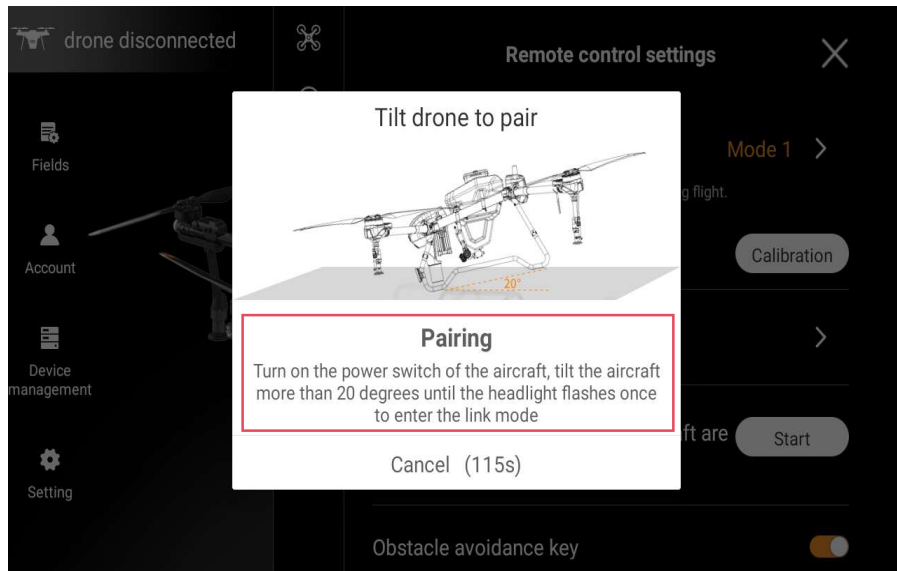 drone disconnected
Remote control settings
Tilt drone to pair
Fields
Mode 1
g flight.
Account
Calibration
20°
Pairing
Turn on the power switch of the aircraft, tilt the aircraft
more than 20 degrees until the headlight flashes once
to enter the link mode
Device
management
ft are
Start
Cancel (115s)
Setting
Obstacle avoidance key